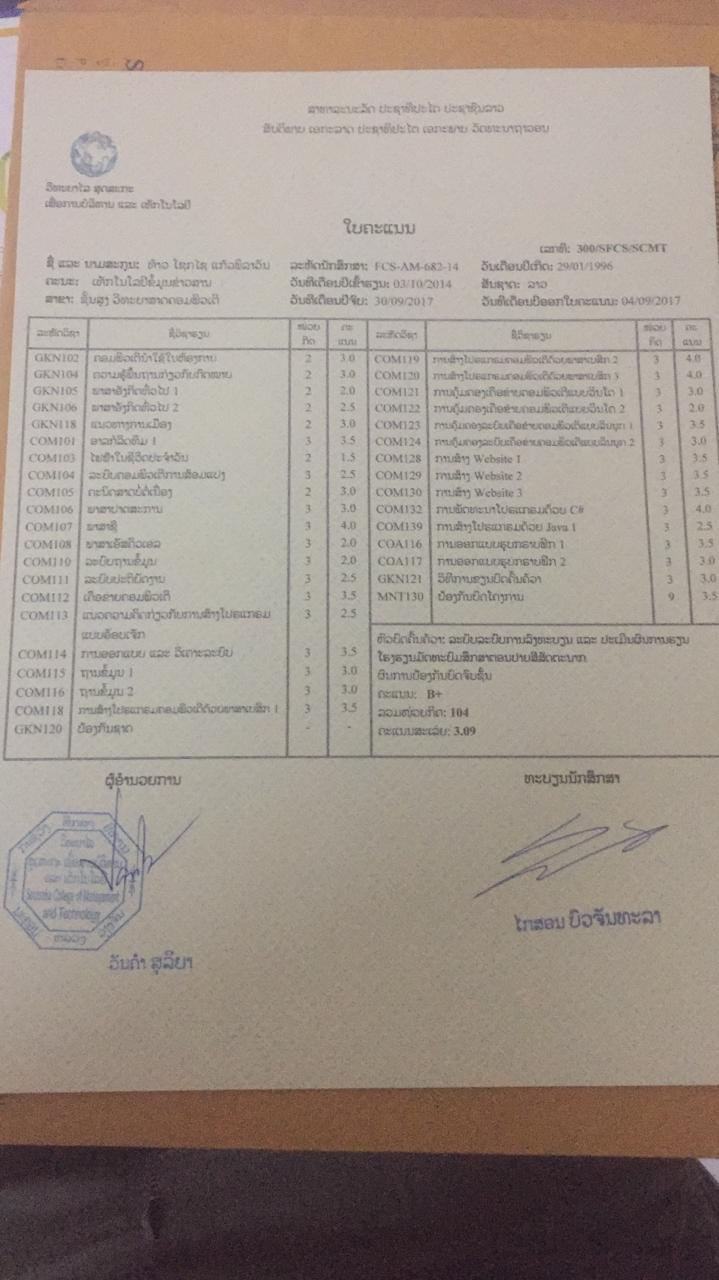 ສາທາລະນະລັດ ປະຊາທິປະໄຕ ປະຊາຊົນລາວ
ສັນຕິພາບ ເອກະລາດ ປະຊາທິປະໄຕ ເອກະພາບ ວັດທະນາຖາວອນ
ວິທະຍາໄລ ສຸດສະກະ
ເພື່ອການບໍລິຫານ ແລະ ເຕັກໂນໂລຢີ
ໃບຄະແນນ
ເລກທີ: 300/SFCS/SCMT
ຊື່ ແລະ ນາມສະກຸນ: ທ້າວ ໂຊກໄຊ ແກ້ວພິລາວັນ ລະຫັດນັກສຶກສາ: FCS-AM-682-14 ວັນເດືອນປີເກີດ: 29/01/1996
ຄະນະ: ເຕັກໂນໂລຢີຂໍ້ມູນຂ່າວສານ ວັນທີເດືອນປີເຂົ້າຮຽນ: 03/10/2014 ສັນຊາດ: ລາວ
ສາຂາ: ຊັ້ນສູງ ວິທະຍາສາດຄອມພິວເຕີ ວັນທີເດືອນປີຈົບ: 30/09/2017 ວັນທີເດືອນປີອອກໃບຄະແນນ: 04/09/2017
ລະຫັດວິຊາ ຊື່ວິຊາຮຽນ ໜ່ວຍກິດ ຄະແນນ
GKN102 ຄອມພິວເຕີນຳໃຊ້ໃນຫ້ອງການ 2 3.0
GKN104 ຄວາມຮູ້ພື້ນຖານກ່ຽວກັບກົດໝາຍ 2 3.0
GKN105 ພາສາອັງກິດທົ່ວໄປ 1 2 2.0
GKN106 ພາສາອັງກິດທົ່ວໄປ 2 2 2.5
GKN118 ແນວທາງການເມືອງ 2 3.0
COM101 ອາລກໍລິດທຶມ 1 3 3.5
COM103 ໄຟຟ້າໃນຊີວິດປະຈຳວັນ 2 1.5
COM104 ລະບົບຄອມພິວເຕີການສ້ອມແປງ 3 2.5
COM105 ຄະນິດສາດບໍ່ຕໍ່ເນື່ອງ 2 3.0
COM106 ພາສາປາດສະການ 3 3.0
COM107 ພາສາຊີ 3 4.0
COM108 ພາສາເອັສຄິວແອລ 3 2.0
COM110 ລະບົບຖານຂໍ້ມູນ 3 2.0
COM111 ລະບົບປະຕິບັດງານ 3 2.5
COM112 ເຄືອຂ່າຍຄອມພິວເຕີ 3 3.5
COM113 ແນວຄວາມຄິດກ່ຽວກັບການສ້າງໂປຣແກຣມ 3 2.5
ແບບອ໋ອບເຈັກ
COM114 ການອອກແບບ ແລະ ວິເຄາະລະບົບ 3 3.5
COM115 ຖານຂໍ້ມູນ 1 3 3.0
COM116 ຖານຂໍ້ມູນ 2 3 3.0
COM118 ການສ້າງໂປຣແກຣມຄອມພິວເຕີດ້ວຍພາສາເບສິກ 1 3 3.5
GKN120 ປ້ອງກັນຊາດ - -
ລະຫັດວິຊາ ຊື່ວິຊາຮຽນ ໜ່ວຍກິດ ຄະແນນ
COM119 ການສ້າງໂປຣແກຣມຄອມພິວເຕີດ້ວຍພາສາເບສິກ 2 3 4.0
COM120 ການສ້າງໂປຣແກຣມຄອມພິວເຕີດ້ວຍພາສາເບສິກ 3 3 4.0
COM121 ການຄຸ້ມຄອງເຄືອຂ່າຍຄອມພິວເຕີແບບວິນໂດ 1 3 3.0
COM122 ການຄຸ້ມຄອງເຄືອຂ່າຍຄອມພິວເຕີແບບວິນໂດ 2 3 2.0
COM123 ການຄຸ້ມຄອງລະບົບເຄືອຂ່າຍຄອມພິວເຕີແບບລິນນຸກ 1 3 3.5
COM124 ການຄຸ້ມຄອງລະບົບເຄືອຂ່າຍຄອມພິວເຕີແບບລິນນຸກ 2 3 3.0
COM128 ການສ້າງ Website 1 3 3.5
COM129 ການສ້າງ Website 2 3 3.5
COM130 ການສ້າງ Website 3 3 3.5
COM132 ການພັດທະນາໂປຣແກຣມດ້ວຍ C# 3 4.0
COM139 ການສ້າງໂປຣແກຣມດ້ວຍ Java 1 3 2.5
COA116 ການອອກແບບຮູບກຣາບຟິກ 1 3 3.5
COA117 ການອອກແບບຮູບກຣາບຟິກ 2 3 3.0
GKN121 ວິທີການຂຽນບົດຄົ້ນຄວ້າ 3 3.0
MNT130 ປ້ອງກັນບົດໂຄງການ 9 3.5
ຫົວບົດຄົ້ນຄວ້າ: ລະບົບລະບົບການລົງທະບຽນ ແລະ ປະເມີນຜົນການຮຽນ
ໂຮງຮຽນມັດທະຍົມສຶກສາຕອນປາຍສີສັດຕະນາກ
ຜົນການປ້ອງກັນບົດຈົບຊັ້ນ
ຄະແນນ: B+
ລວມໜ່ວຍກິດ: 104
ຄະແນນສະເລ່ຍ: 3.09
ຜູ້ອຳນວຍການ ທະບຽນນັກສຶກສາ
ວິທະຍາໄລ
College of Management
and Technology
ວັນຄຳ ສຸລິຍາ
ໄກສອນ ບົວຈັນທະລາ